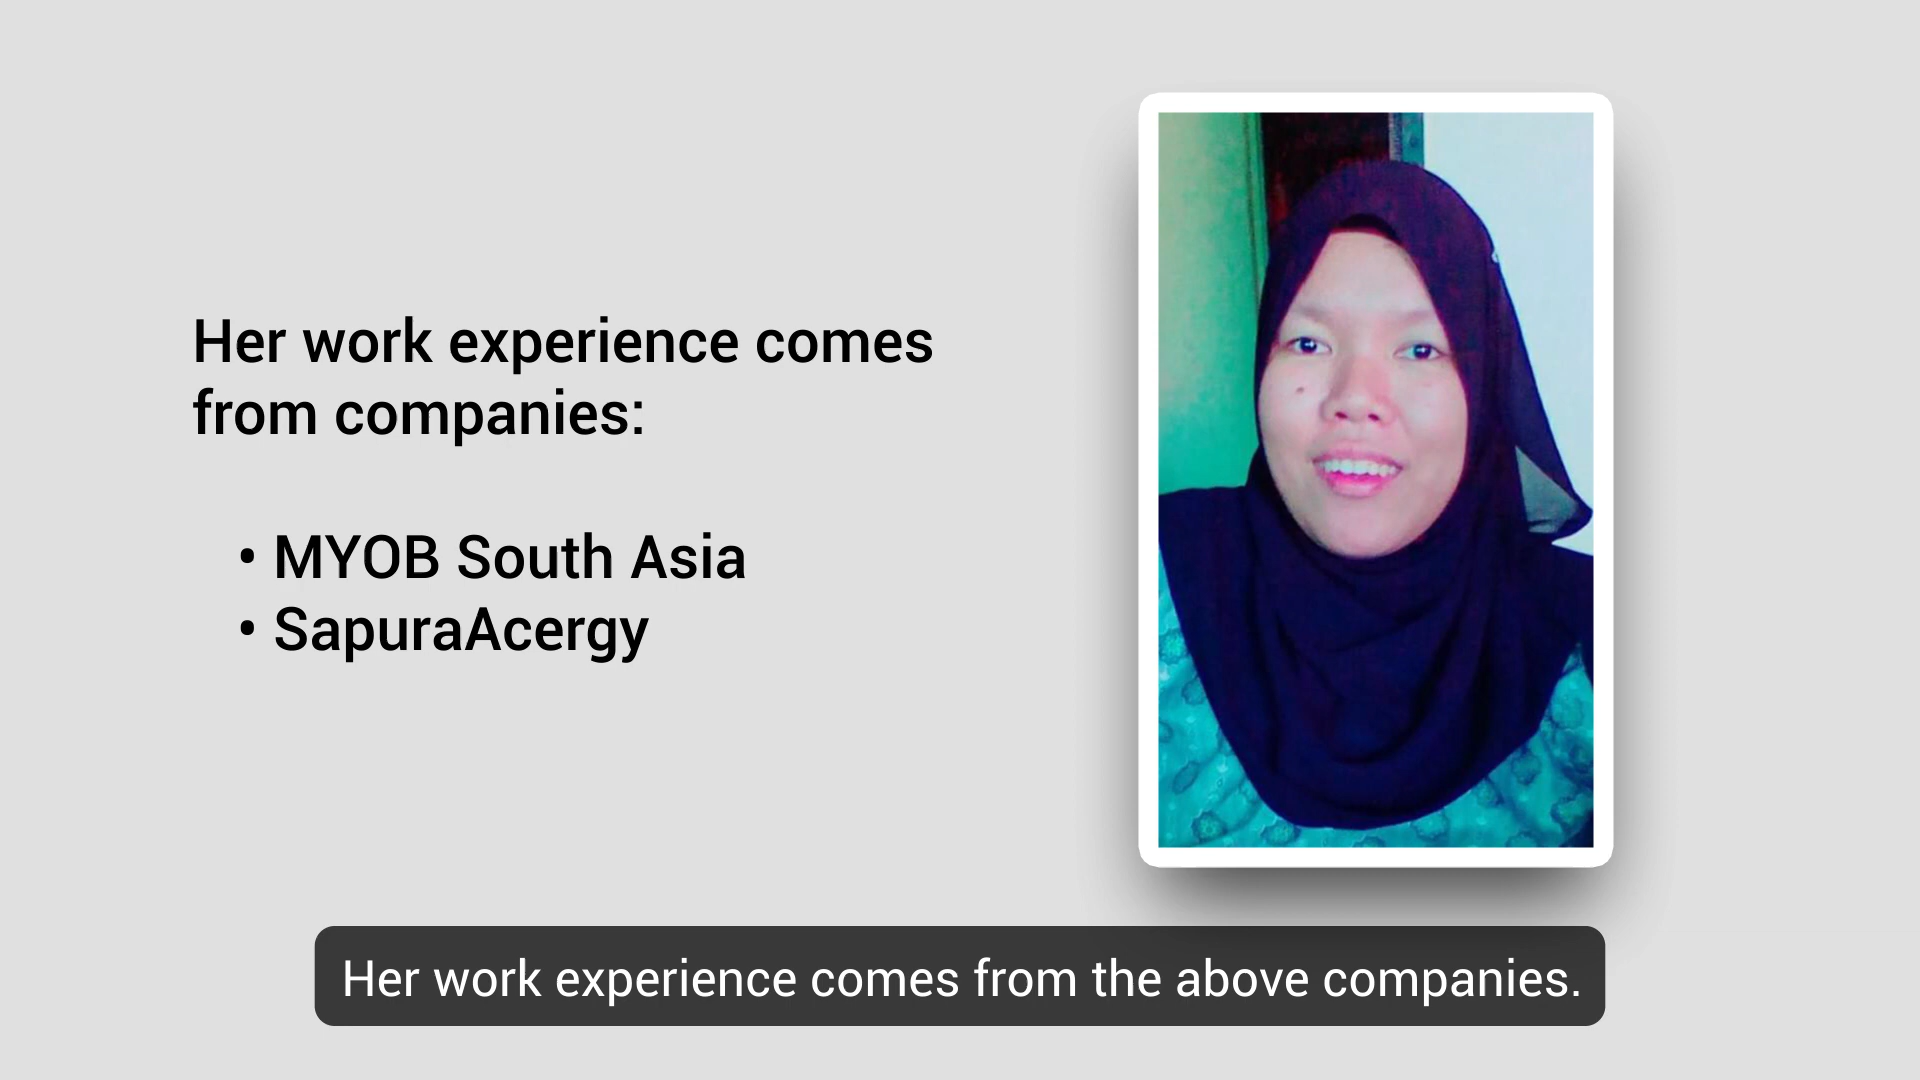 Her work experience comes
from companies:
• MYOB South Asia
• SapuraAcergy
Her work experience comes from the above companies.